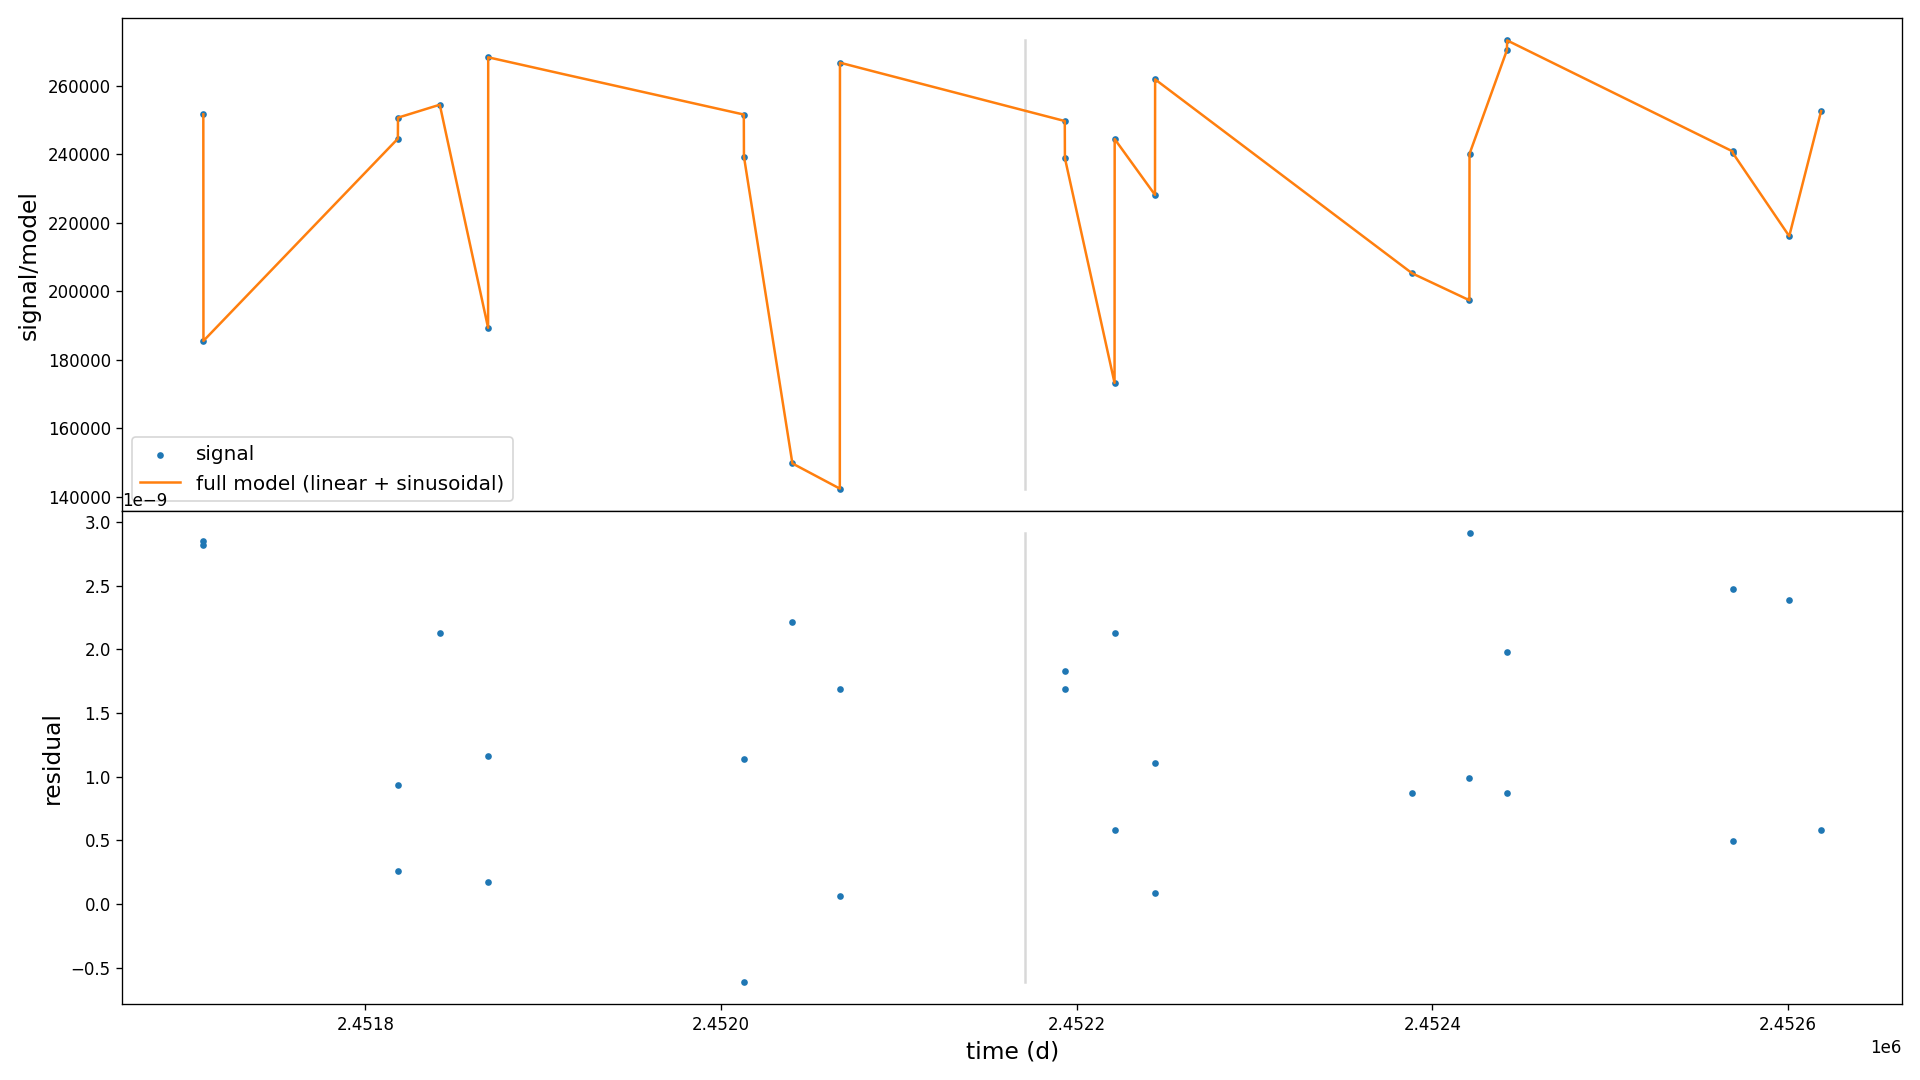 signal/model
260000
240000
220000
200000
180000
160000
140000
signal
full model (linear + sinusoidal)
1e−9
residual
3.0
2.5
2.0
1.5
1.0
0.5
0.0
−0.5
2.4518
2.4520
2.4522
2.4524
2.4526
1e6
time (d)